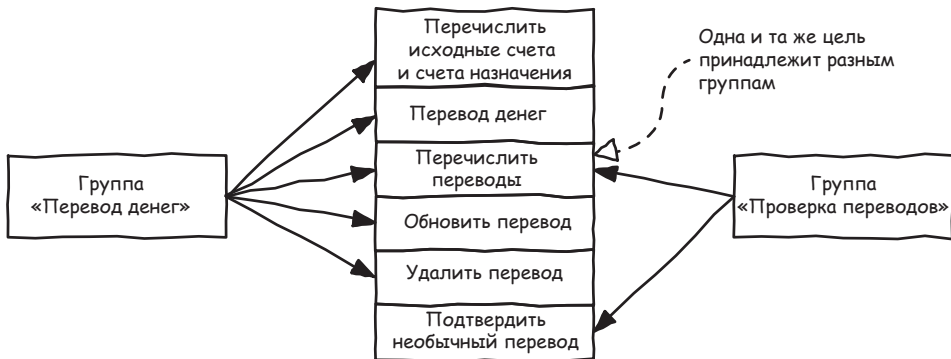 Перечислить
исходные счета
и счета назначения
Одна и та же цель
принадлежит разным
группам
Перевод денег
Перечислить
переводы
Группа
«Перевод денег»
Группа
«Проверка переводов»
Обновить перевод
Удалить перевод
Подтвердить
необычный перевод